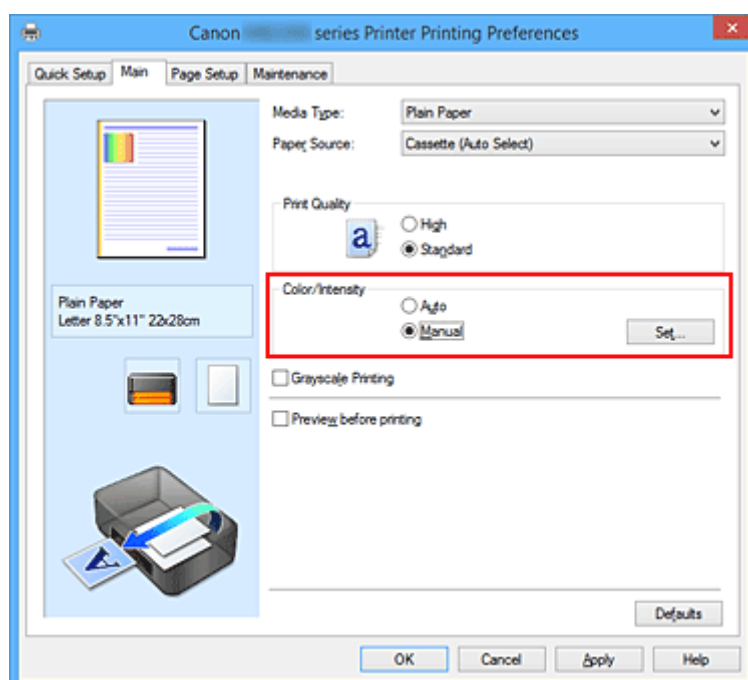 Canon series Printer Printing Preferences
Quick Setup Main Page Setup Maintenance
Media Type: Plain Paper
Paper Source: Cassette (Auto Select)
Print Quality
a
High
Standard
Color/Intensity
Auto
Manual
Set...
Plain Paper
Letter 8.5"x11" 22x28cm
Grayscale Printing
Preview before printing
A
Defaults
OK Cancel Apply Help